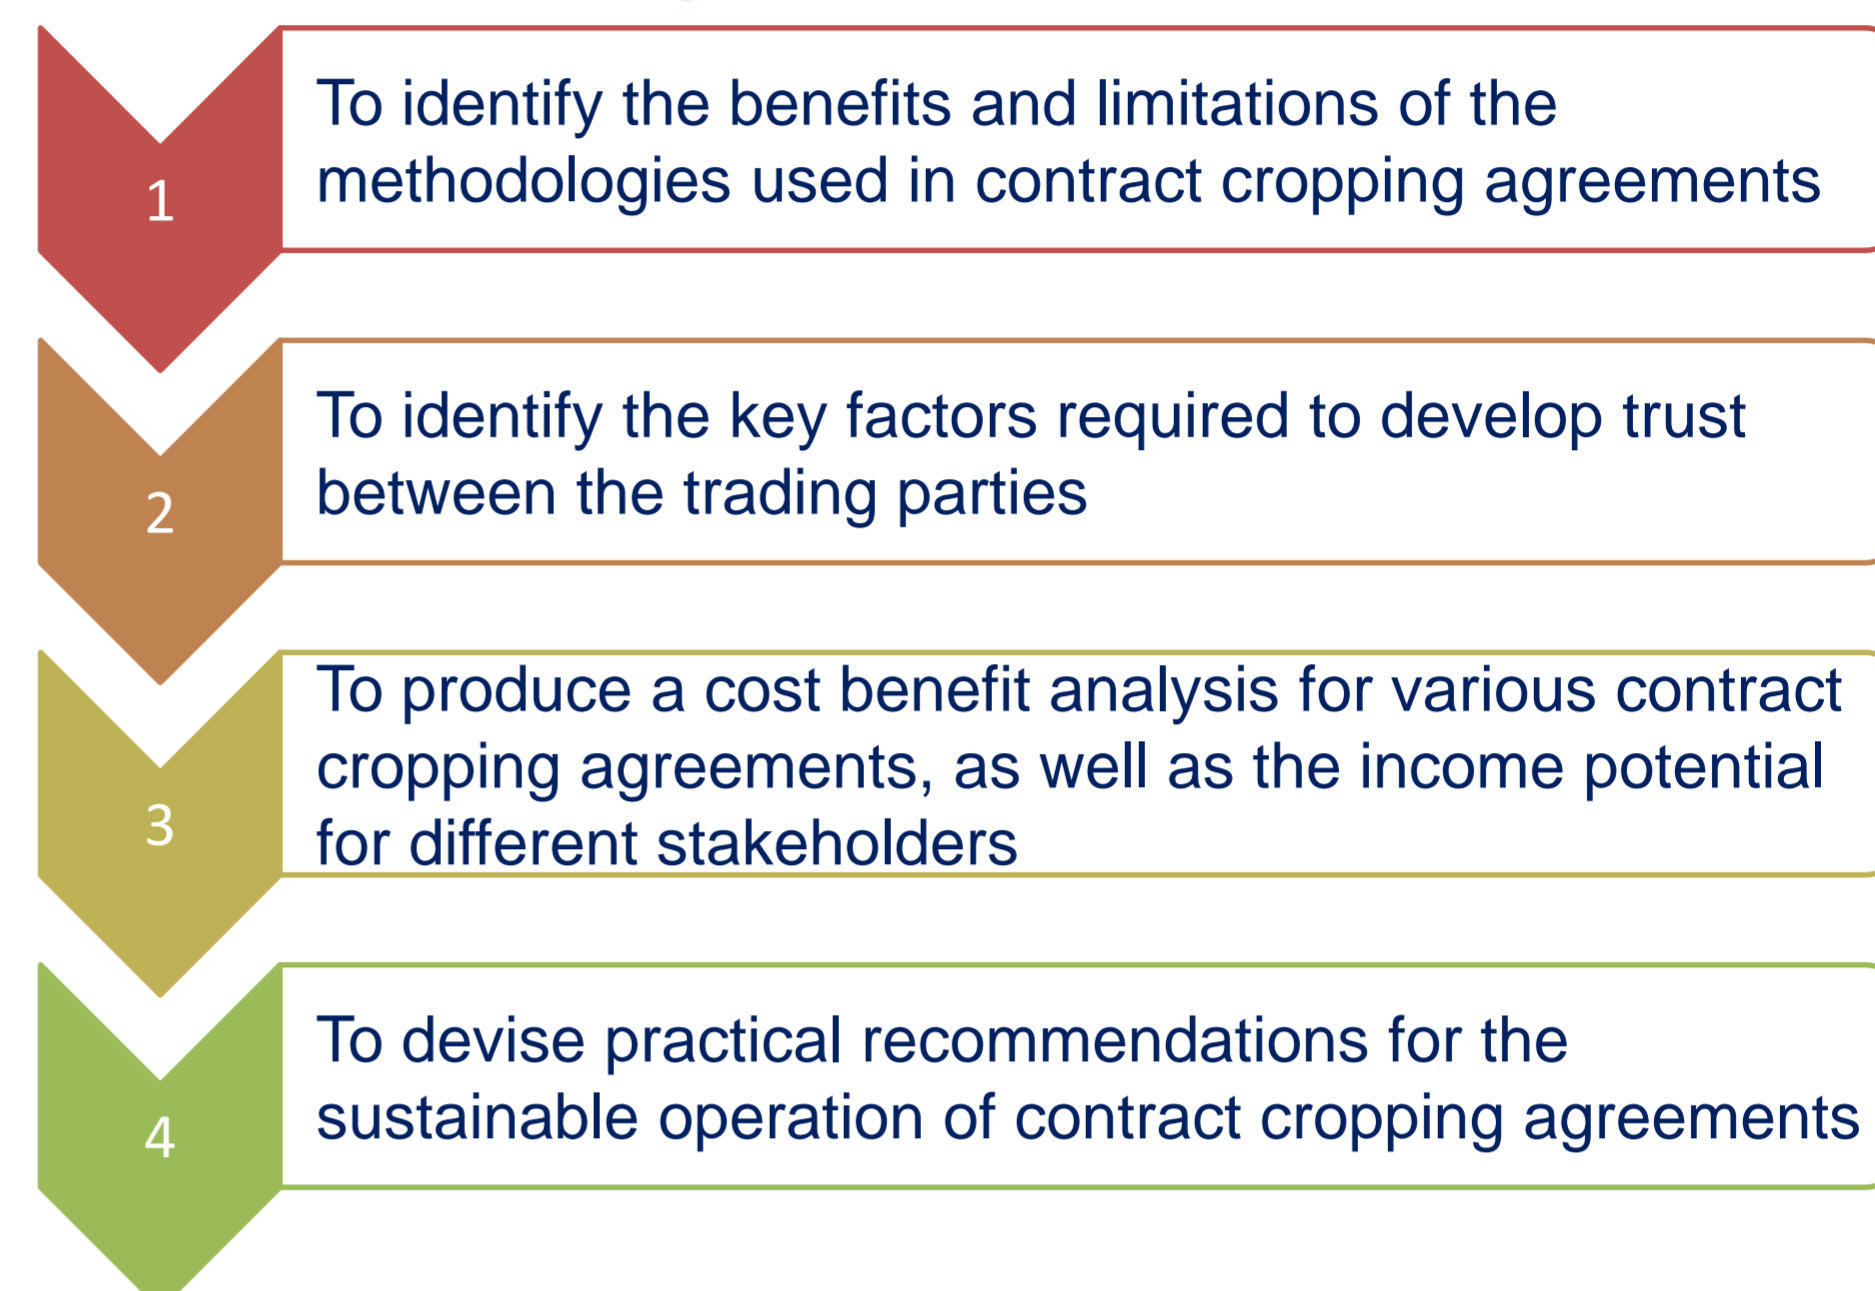 1
To identify the benefits and limitations of the
methodologies used in contract cropping agreements
2
To identify the key factors required to develop trust
between the trading parties
3
To produce a cost benefit analysis for various contract
cropping agreements, as well as the income potential
for different stakeholders
4
To devise practical recommendations for the
sustainable operation of contract cropping agreements